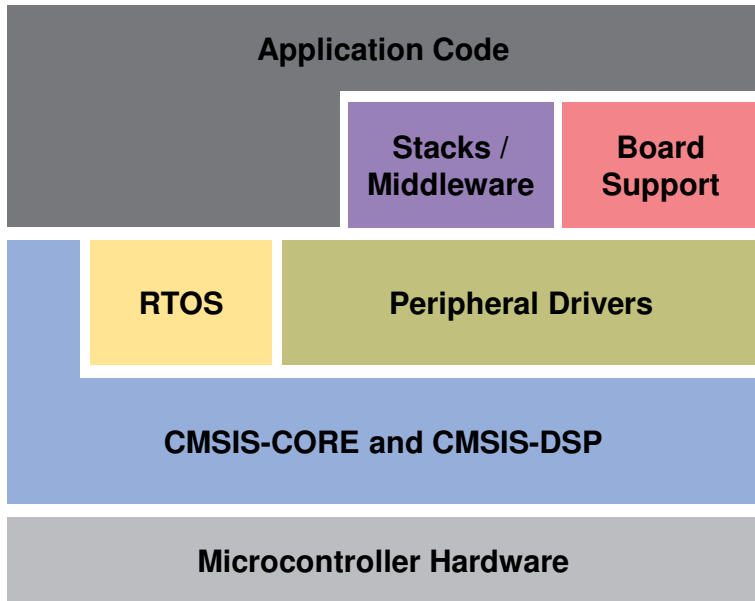 Application Code
Stacks /
Middleware
Board
Support
RTOS
Peripheral Drivers
CMSIS-CORE and CMSIS-DSP
Microcontroller Hardware